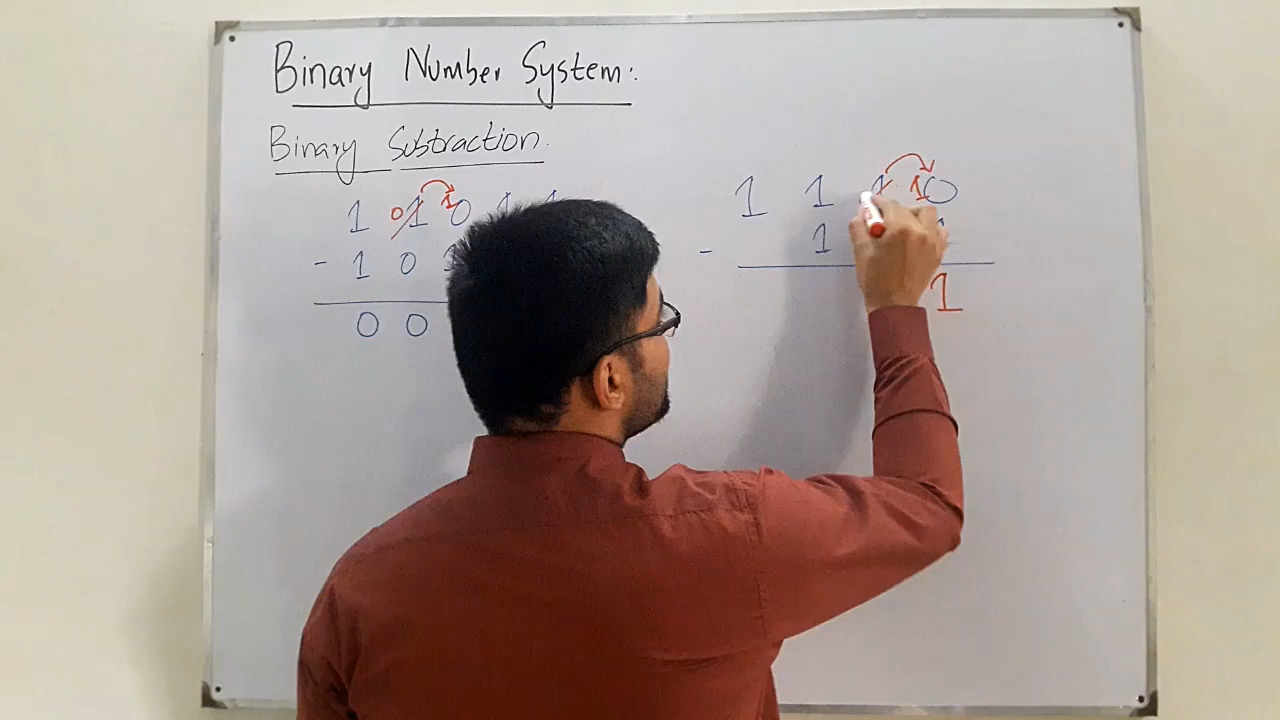 Binary Number System:
Binary Subtraction.
1 0 1 1 0
1 1 1 1 0
- 1 0
- 1
0 0
1